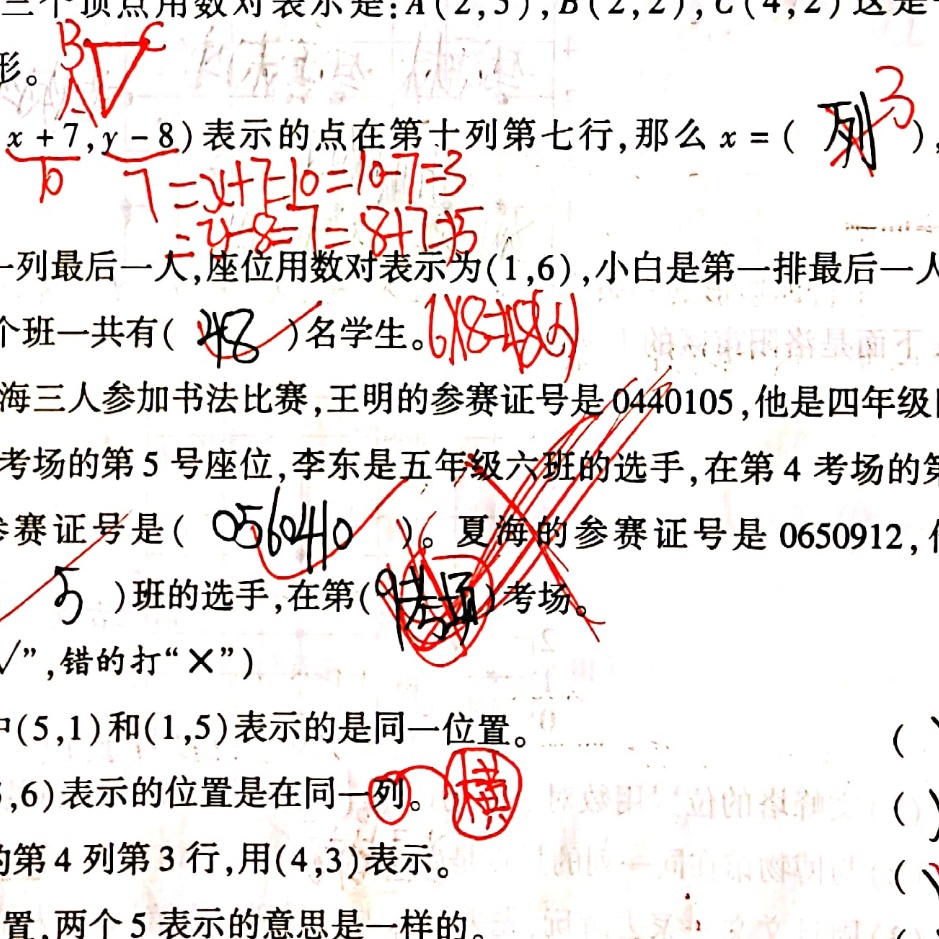 三个顶点用数对表示是:A(2,5),B(2,2),C(4,2)这是
B C
形。
A
x+7,y-8)表示的点在第十列第七行,那么x=( 列 ), 3
10 7 =x+7=10=10-7=3
=y-8=7=8+7=15
一列最后一人,座位用数对表示为(1,6),小白是第一排最后一人
个班一共有( 48 )名学生。6×8=48(人)
海三人参加书法比赛,王明的参赛证号是0440105,他是四年级
考场的第5号座位,李东是五年级六班的选手,在第4考场的第
参赛证号是( 0560410 )。夏海的参赛证号是0650912,
5 )班的选手,在第( 9考场 )考场。
√”,错的打“×”)
中(5,1)和(1,5)表示的是同一位置。 (
,6)表示的位置是在同一列。 横 (
的第4列第3行,用(4,3)表示。 (
置,两个5表示的意思是一样的。